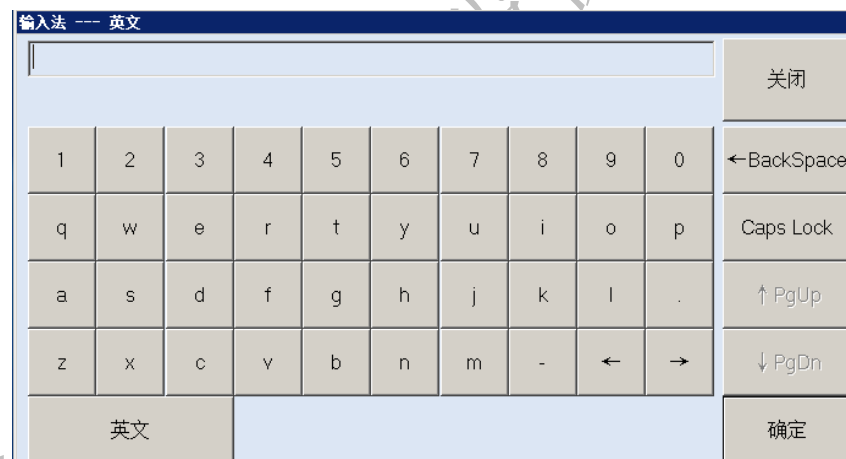 输入法 --- 英文
关闭
1 2 3 4 5 6 7 8 9 0 ←BackSpace
q w e r t y u i o p Caps Lock
a s d f g h j k l . ↑ PgUp
z x c v b n m - ← → ↓ PgDn
英文 确定